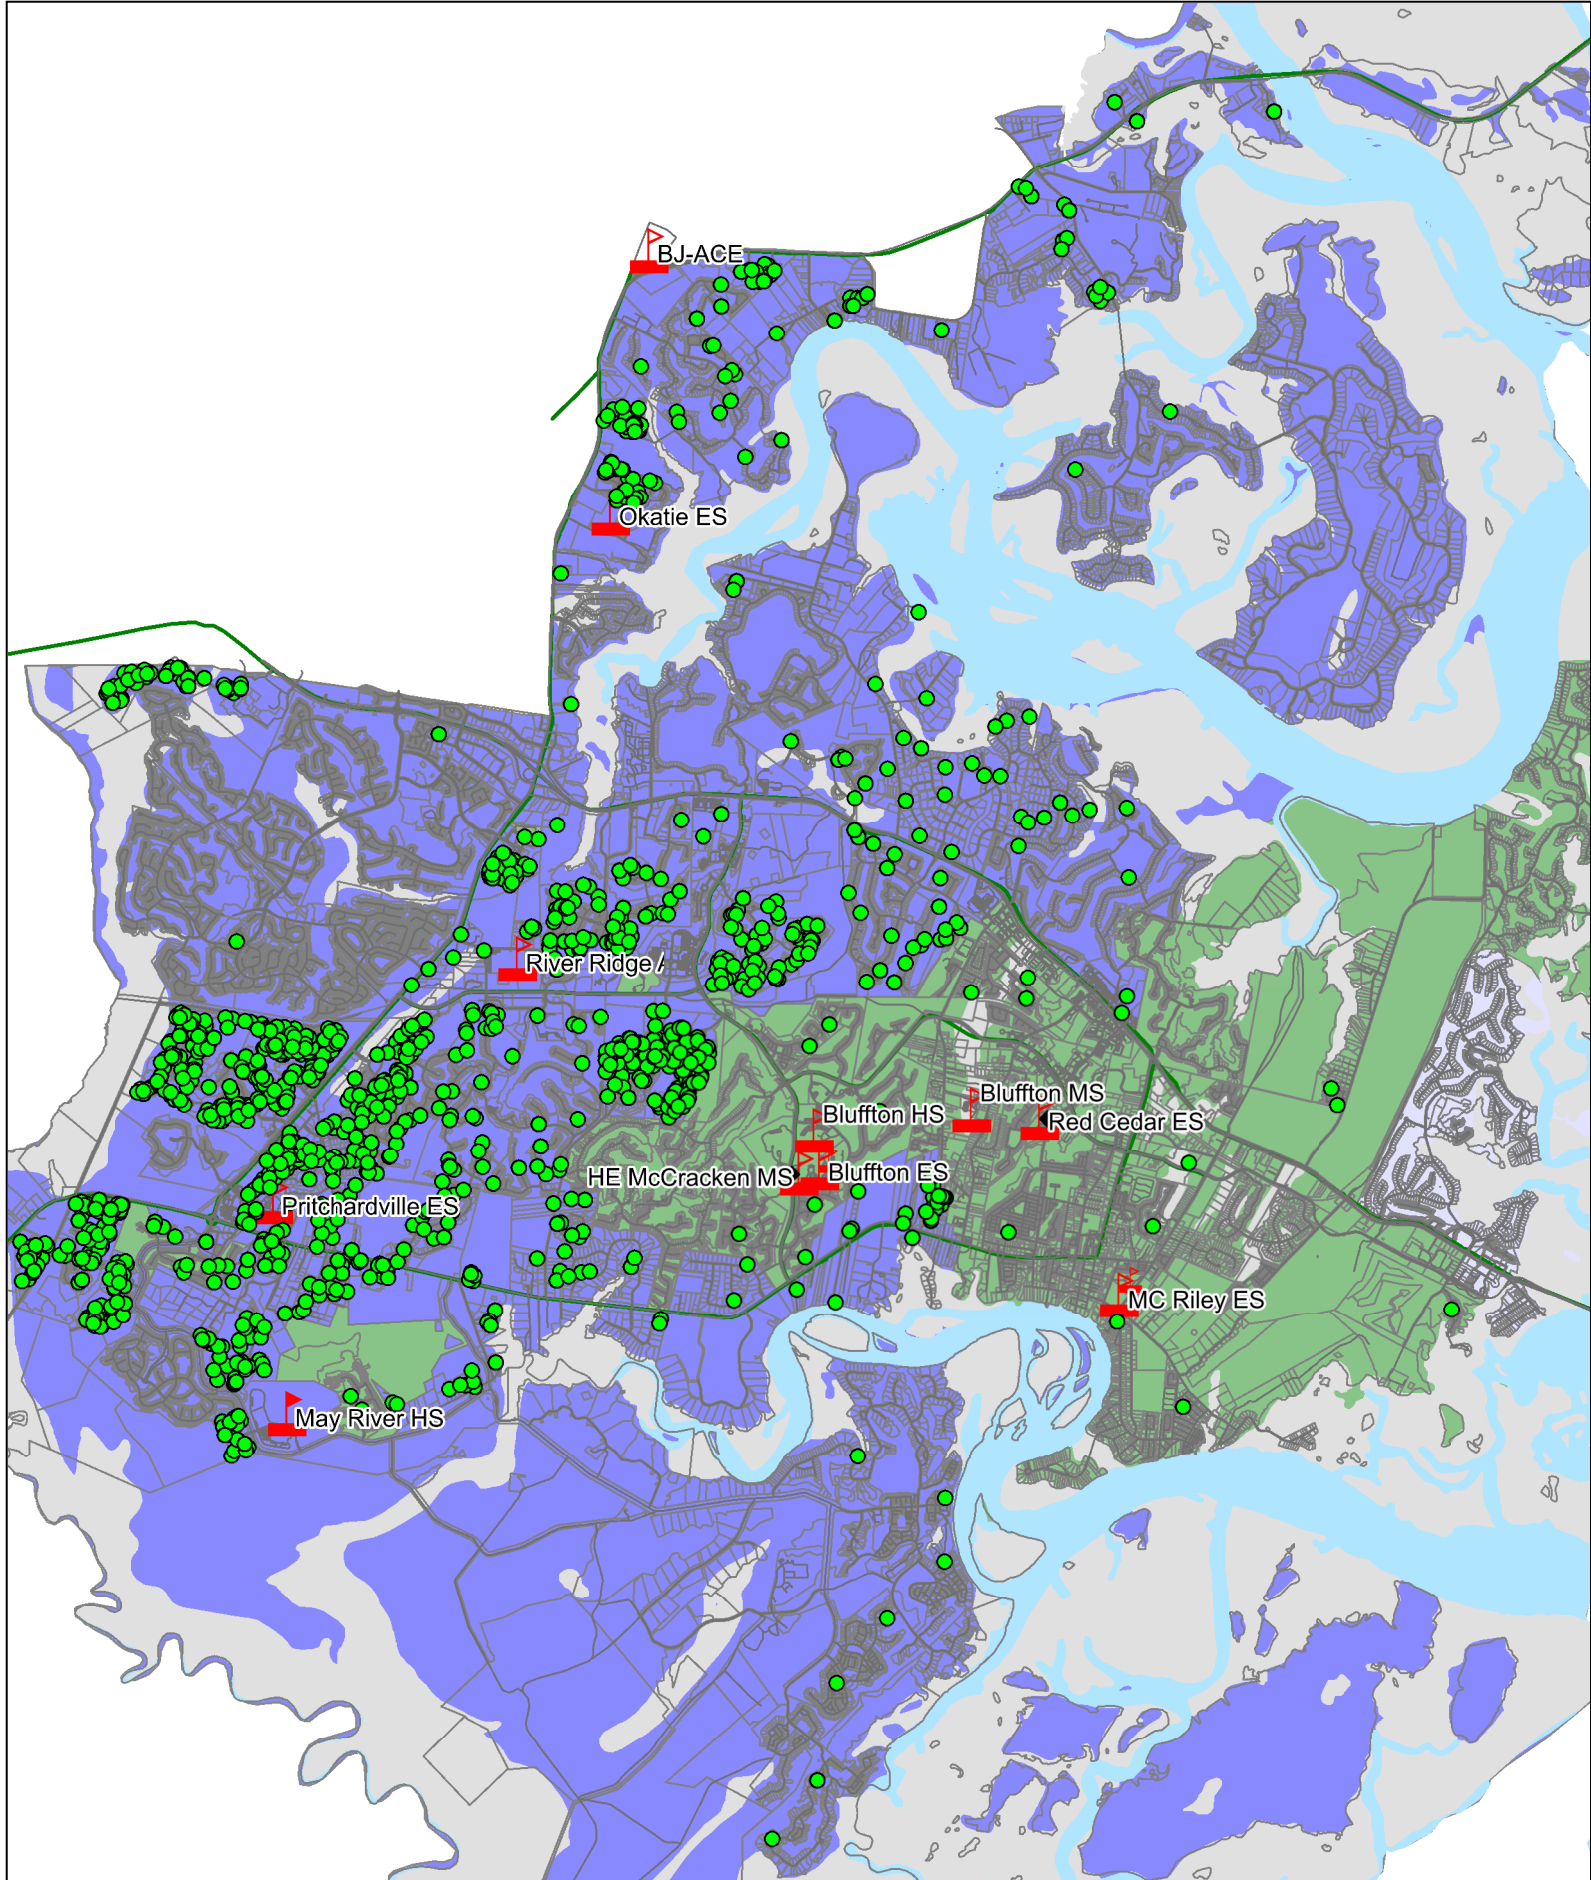 BJ-ACE
Okatie ES
River Ridge A
Bluffton MS
Bluffton HS
Red Cedar ES
HE McCracken MS
Bluffton ES
Pritchardville ES
MC Riley ES
May River HS